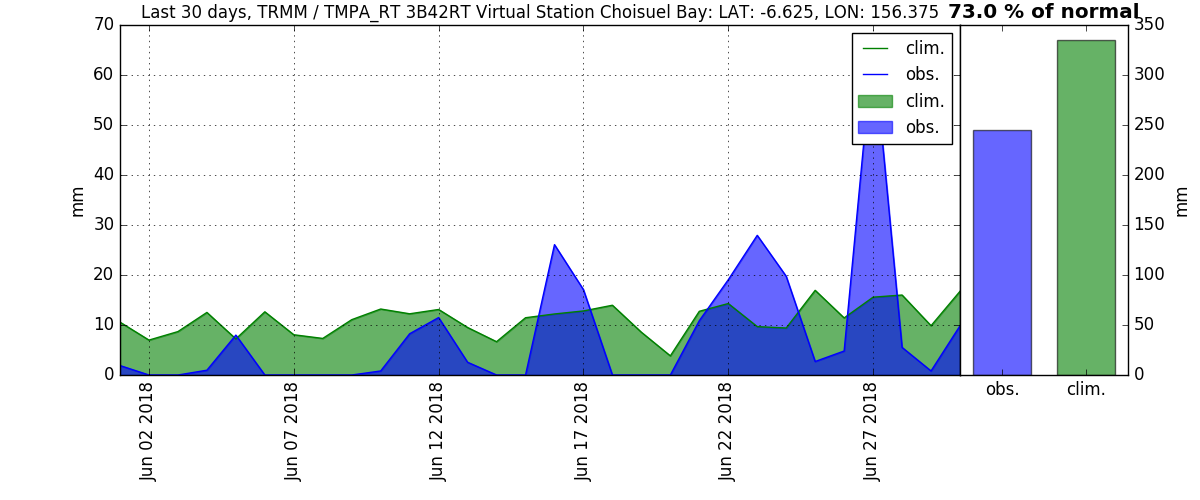 Last 30 days, TRMM / TMPA_RT 3B42RT Virtual Station Choisuel Bay: LAT: -6.625, LON: 156.375
73.0 % of normal
70
60
50
40
30
20
10
0
mm
clim.
obs.
clim.
obs.
350
300
250
200
150
100
50
0
mm
Jun 02 2018
Jun 07 2018
Jun 12 2018
Jun 17 2018
Jun 22 2018
Jun 27 2018
obs.
clim.